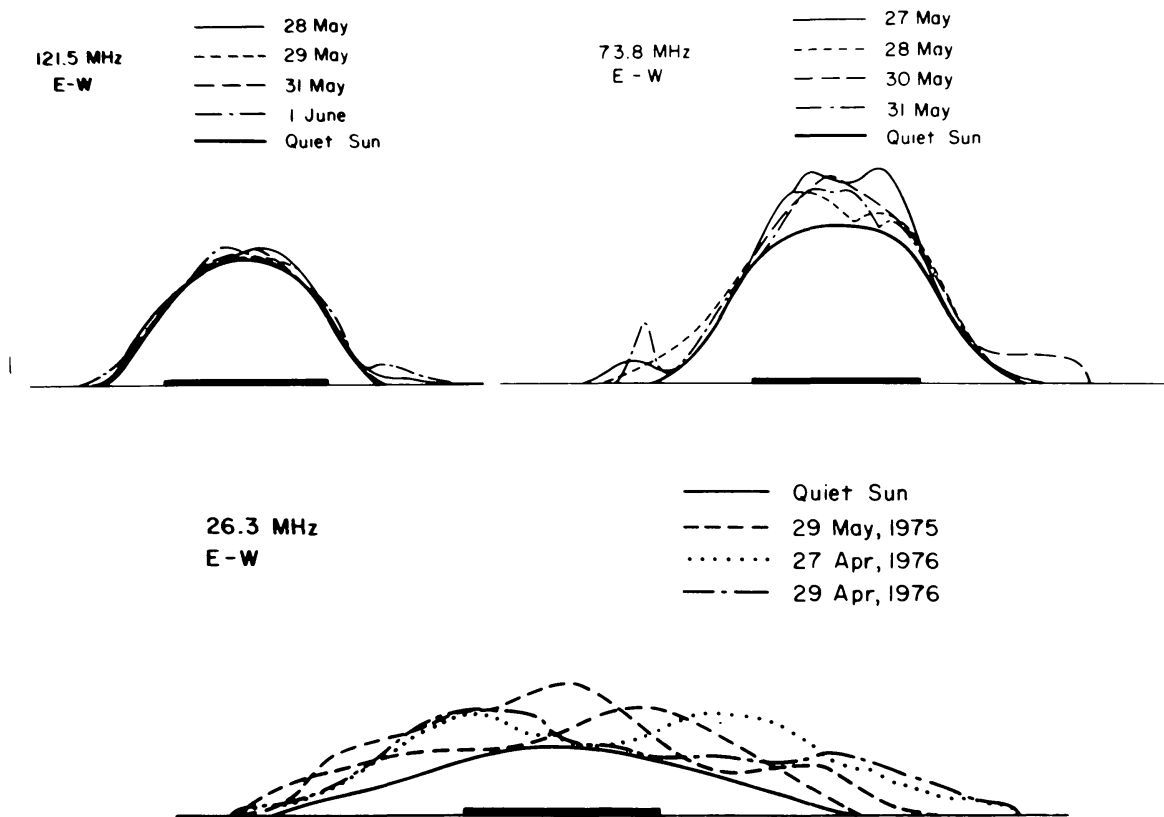 121.5 MHz
E-W
28 May
29 May
31 May
1 June
Quiet Sun
73.8 MHz
E - W
27 May
28 May
30 May
31 May
Quiet Sun
26.3 MHz
E-W
Quiet Sun
29 May, 1975
27 Apr, 1976
29 Apr, 1976